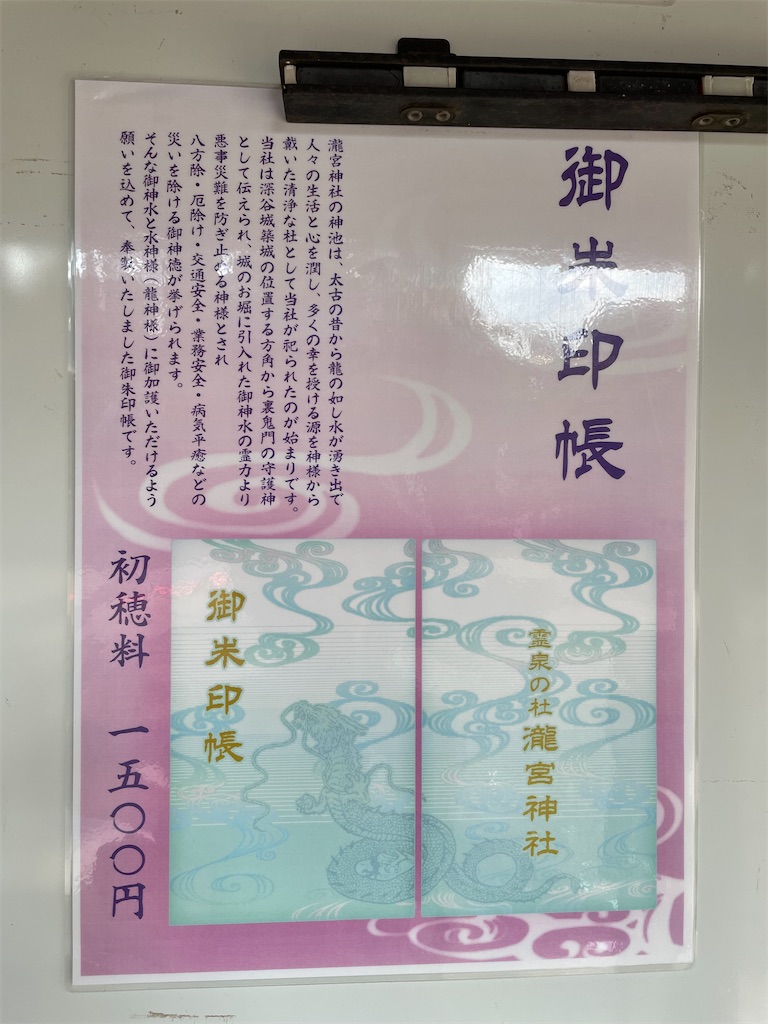 御朱印帳
瀧宮神社の神池は、太古の昔から龍の如し水が湧き出で
人々の生活と心を潤し、多くの幸を授ける源を神様から
戴いた清浄な社として当社が祀られたのが始まりです。
当社は深谷城築城の位置する方角から裏鬼門の守護神
として伝えられ、城のお堀に引入れた御神水の霊力より
悪事災難を防ぎ止める神様とされ
八方除・厄除け・交通安全・業務安全・病気平癒などの
災いを除ける御神徳が挙げられます。
そんな御神水と水神様（龍神様）に御加護いただけるよう
願いを込めて、奉製いたしました御朱印帳です。
霊泉の杜 瀧宮神社
御朱印帳
初穂料 一五〇〇円